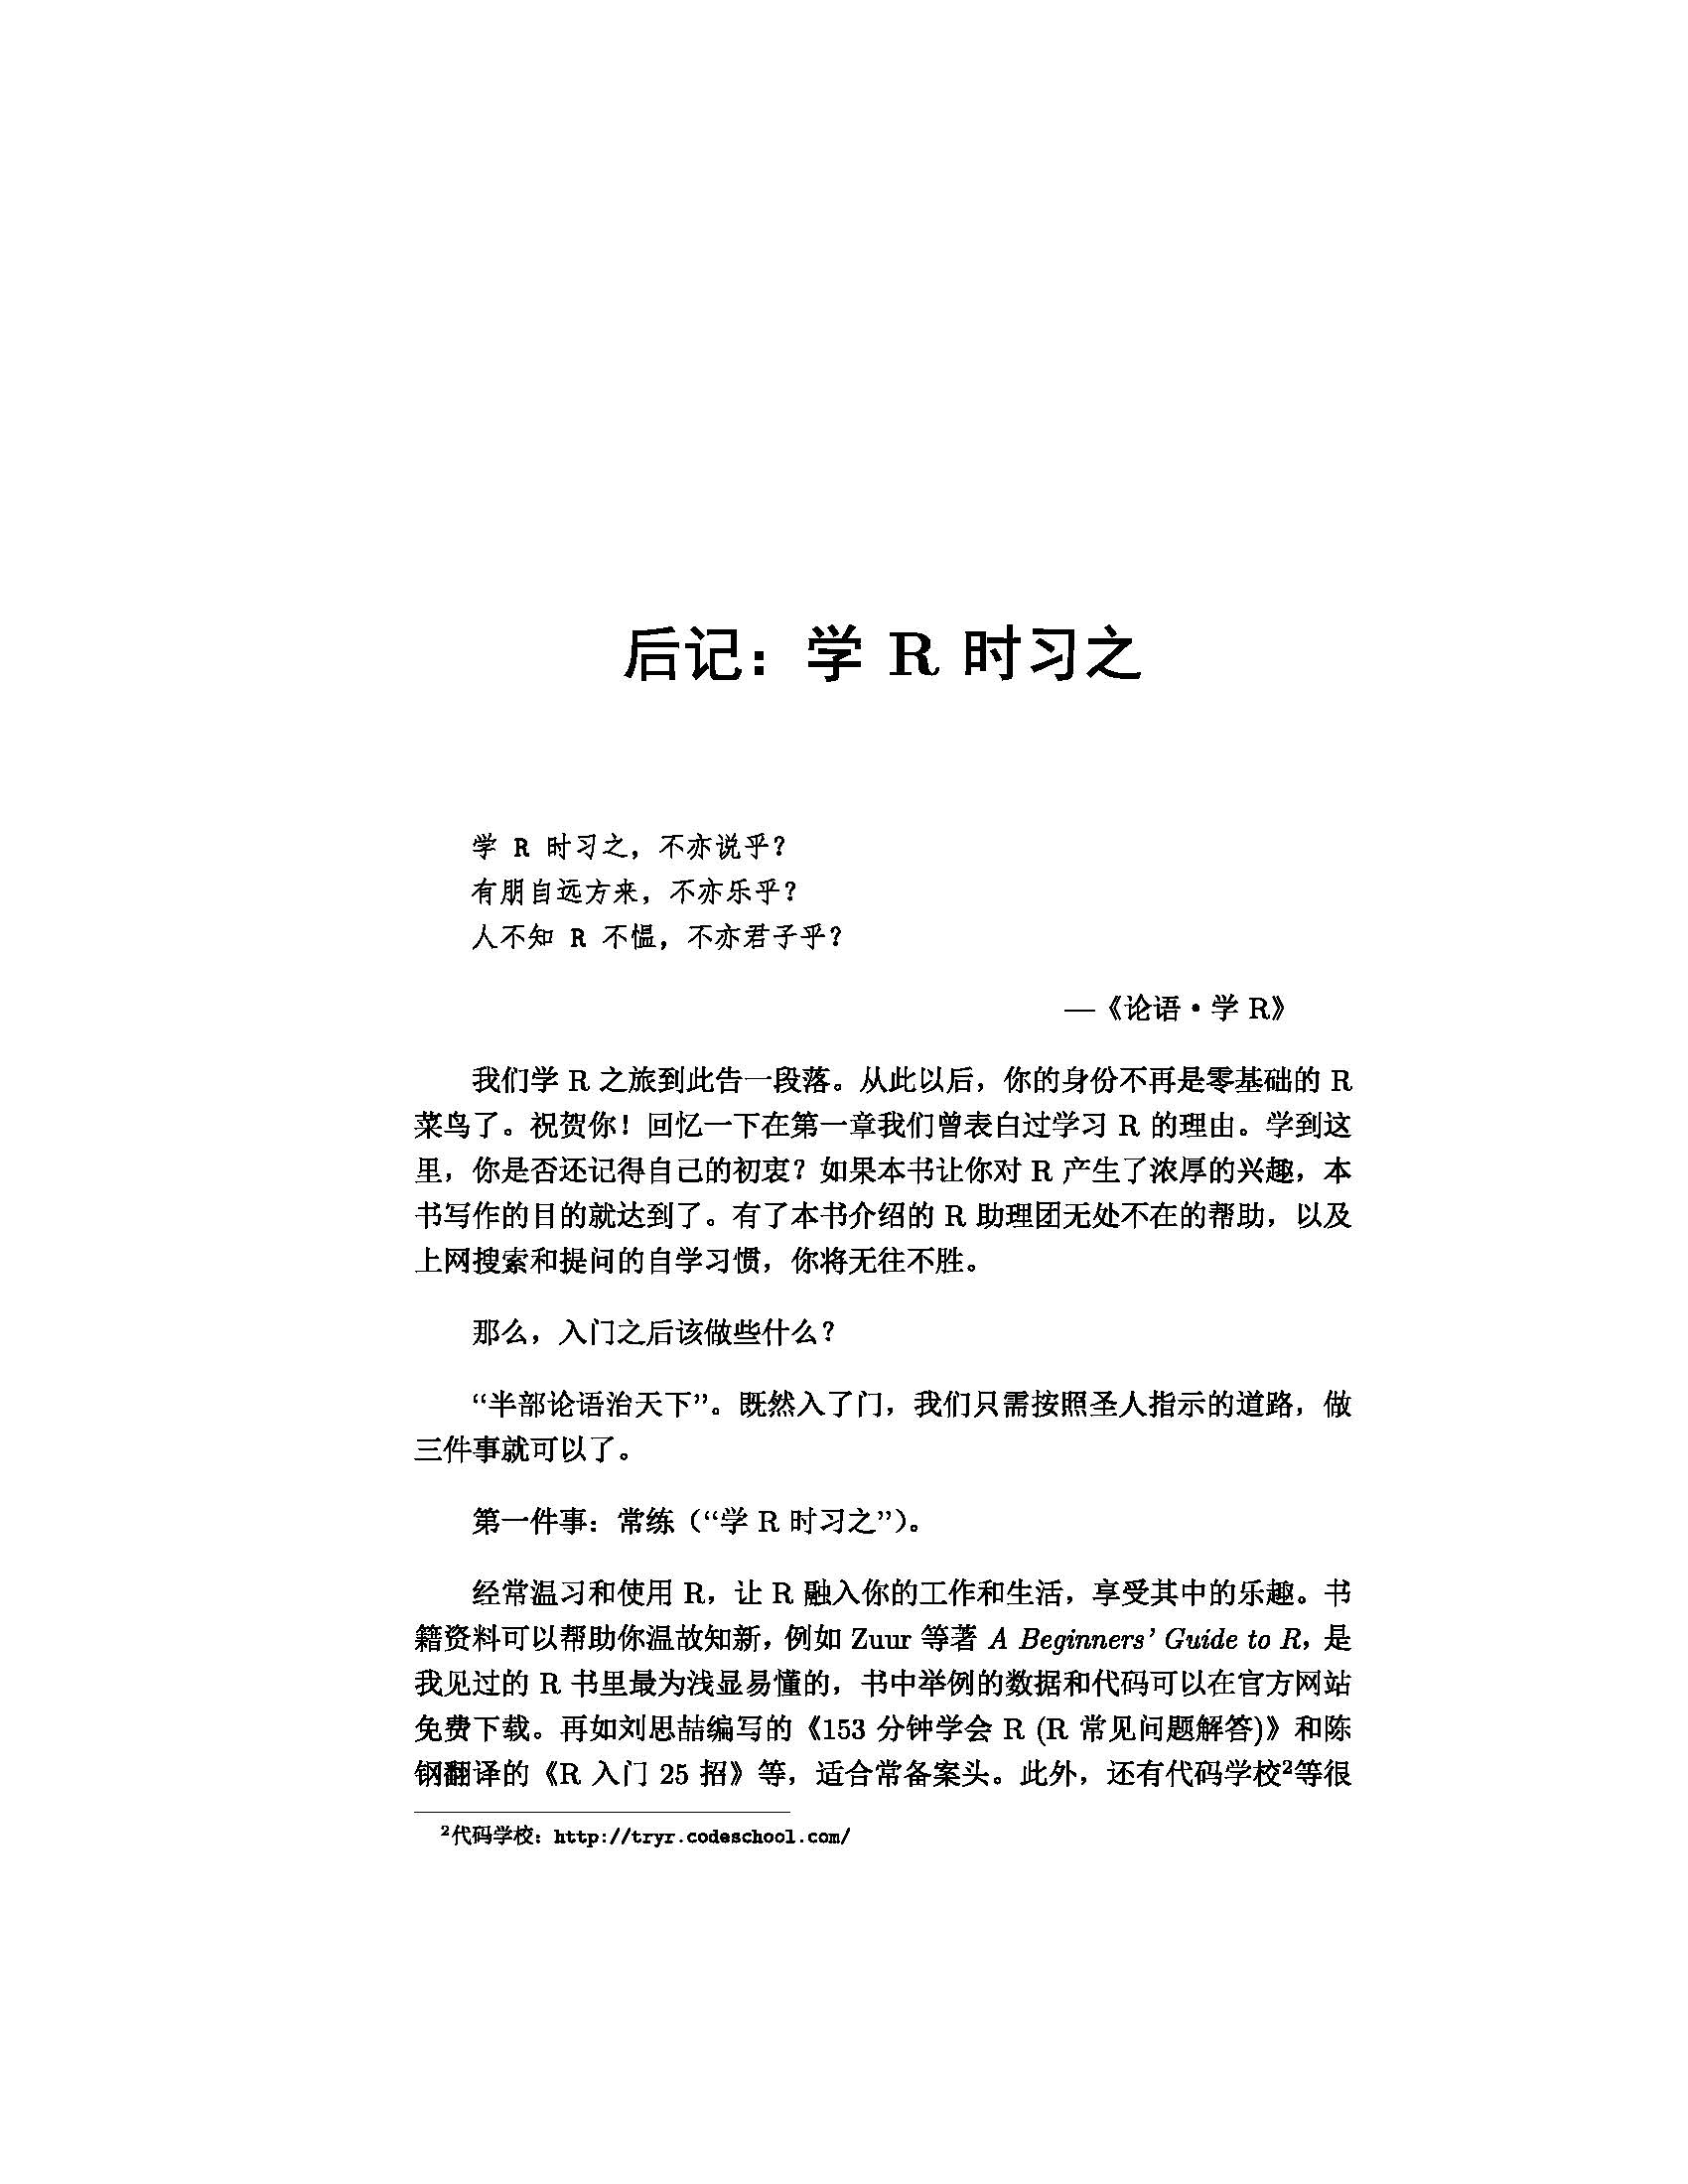 后记：学 R 时习之
学 R 时习之，不亦说乎？
有朋自远方来，不亦乐乎？
人不知 R 不愠，不亦君子乎？
—《论语·学 R》
我们学 R 之旅到此告一段落。从此以后，你的身份不再是零基础的 R
菜鸟了。祝贺你！回忆一下在第一章我们曾表白过学习 R 的理由。学到这
里，你是否还记得自己的初衷？如果本书让你对 R 产生了浓厚的兴趣，本
书写作的目的就达到了。有了本书介绍的 R 助理团无处不在的帮助，以及
上网搜索和提问的自学习惯，你将无往不胜。
那么，入门之后该做些什么？
“半部论语治天下”。既然入了门，我们只需按照圣人指示的道路，做
三件事就可以了。
第一件事：常练（“学 R 时习之”）。
经常温习和使用 R，让 R 融入你的工作和生活，享受其中的乐趣。书
籍资料可以帮助你温故知新，例如 Zuur 等著 A Beginners' Guide to R，是
我见过的 R 书里最为浅显易懂的，书中举例的数据和代码可以在官方网站
免费下载。再如刘思喆编写的《153 分钟学会 R (R 常见问题解答)》和陈
钢翻译的《R 入门 25 招》等，适合常备案头。此外，还有代码学校²等很
²代码学校：http://tryr.codeschool.com/